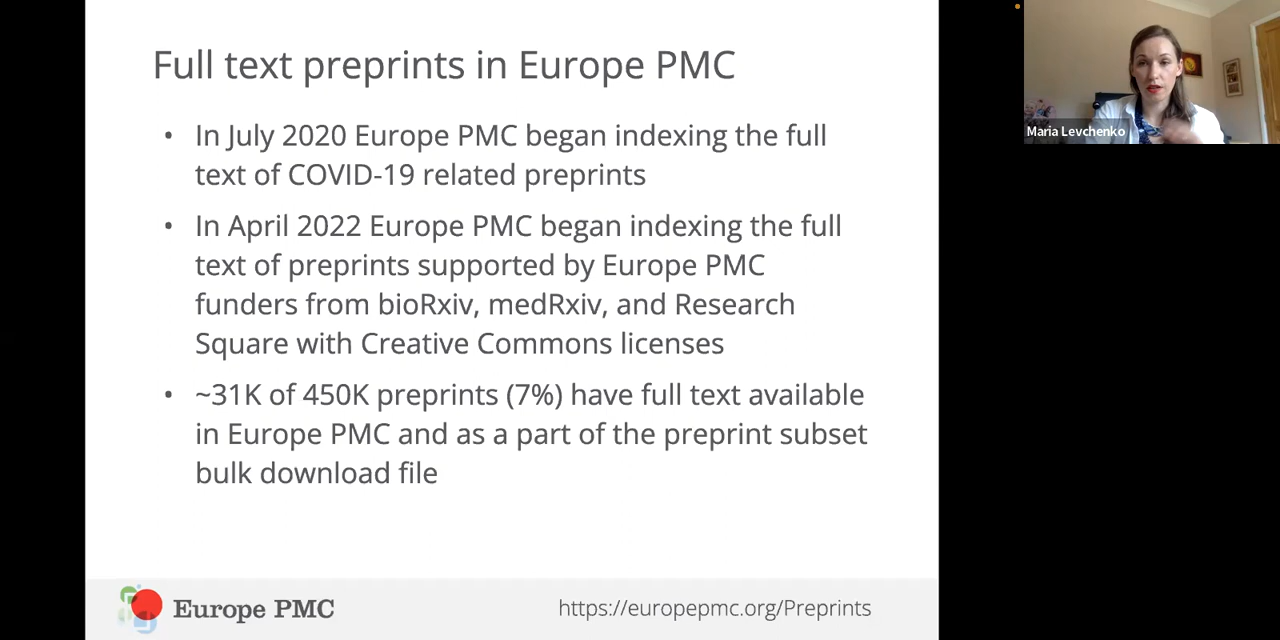 Full text preprints in Europe PMC
• In July 2020 Europe PMC began indexing the full
text of COVID-19 related preprints
• In April 2022 Europe PMC began indexing the full
text of preprints supported by Europe PMC
funders from bioRxiv, medRxiv, and Research
Square with Creative Commons licenses
• ~31K of 450K preprints (7%) have full text available
in Europe PMC and as a part of the preprint subset
bulk download file
Europe PMC
https://europepmc.org/Preprints
Maria Levchenko